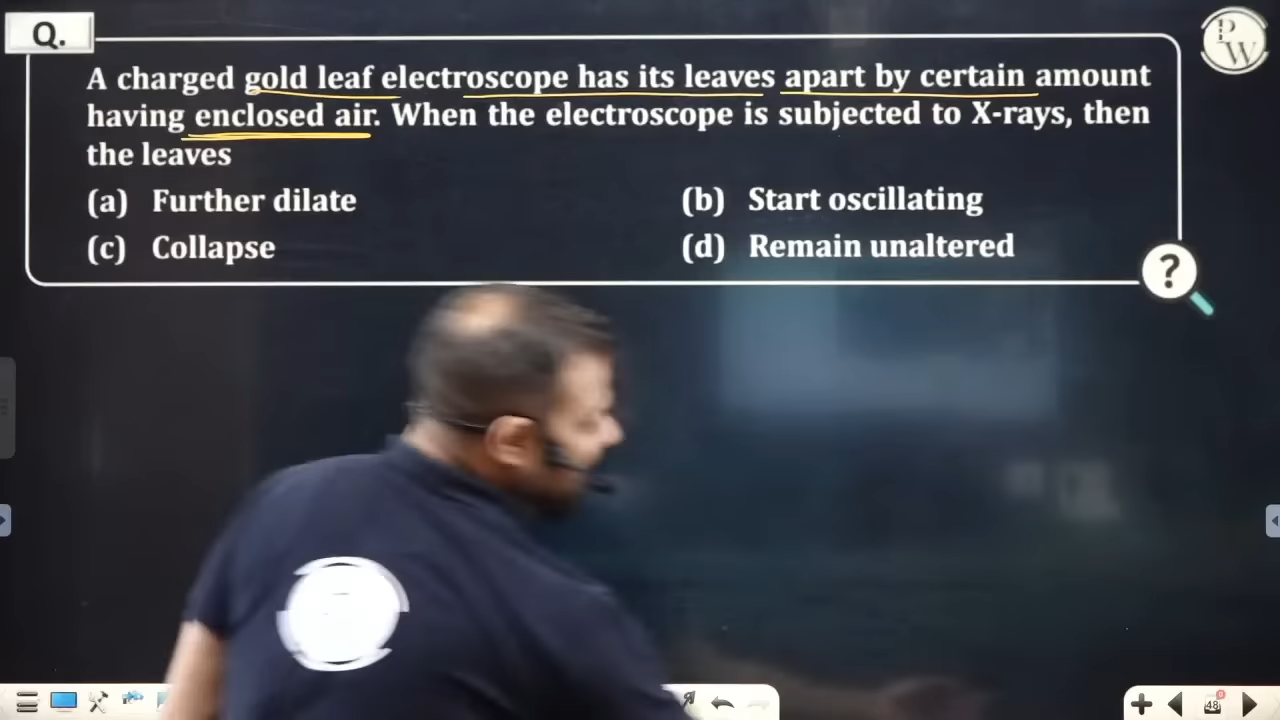 Q.
P
W
A charged gold leaf electroscope has its leaves apart by certain amount
having enclosed air. When the electroscope is subjected to X-rays, then
the leaves
(a) Further dilate
(b) Start oscillating
(c) Collapse
(d) Remain unaltered
?
48